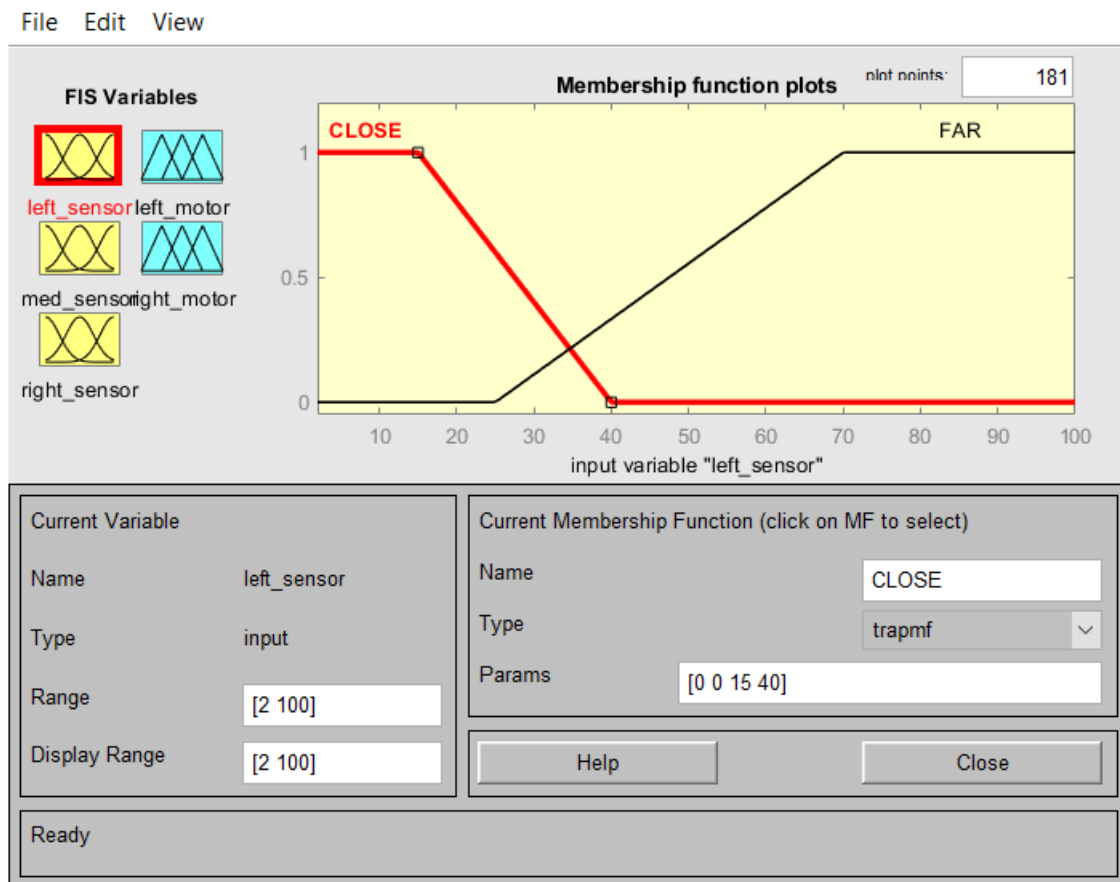 File Edit View
Membership function plots
plot points: 181
FIS Variables
left_sensor left_motor
med_sensor right_motor
right_sensor
CLOSE FAR
1
0.5
0
10 20 30 40 50 60 70 80 90 100
input variable "left_sensor"
Current Variable
Name left_sensor
Type input
Range [2 100]
Display Range [2 100]
Current Membership Function (click on MF to select)
Name CLOSE
Type trapmf
Params [0 0 15 40]
Help Close
Ready